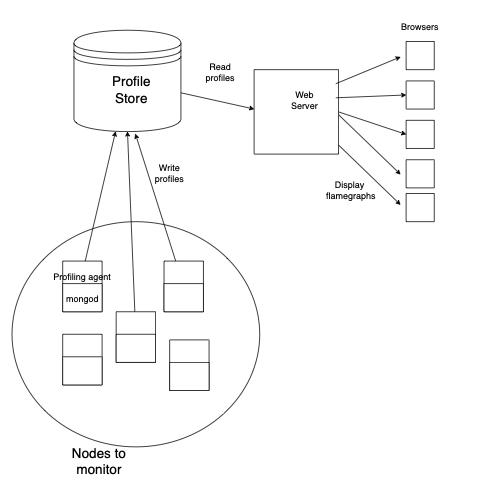 Browsers
Read
profiles
Profile
Store
Web
Server
Write
profiles
Display
flamegraphs
Profiling agent
mongod
Nodes to
monitor